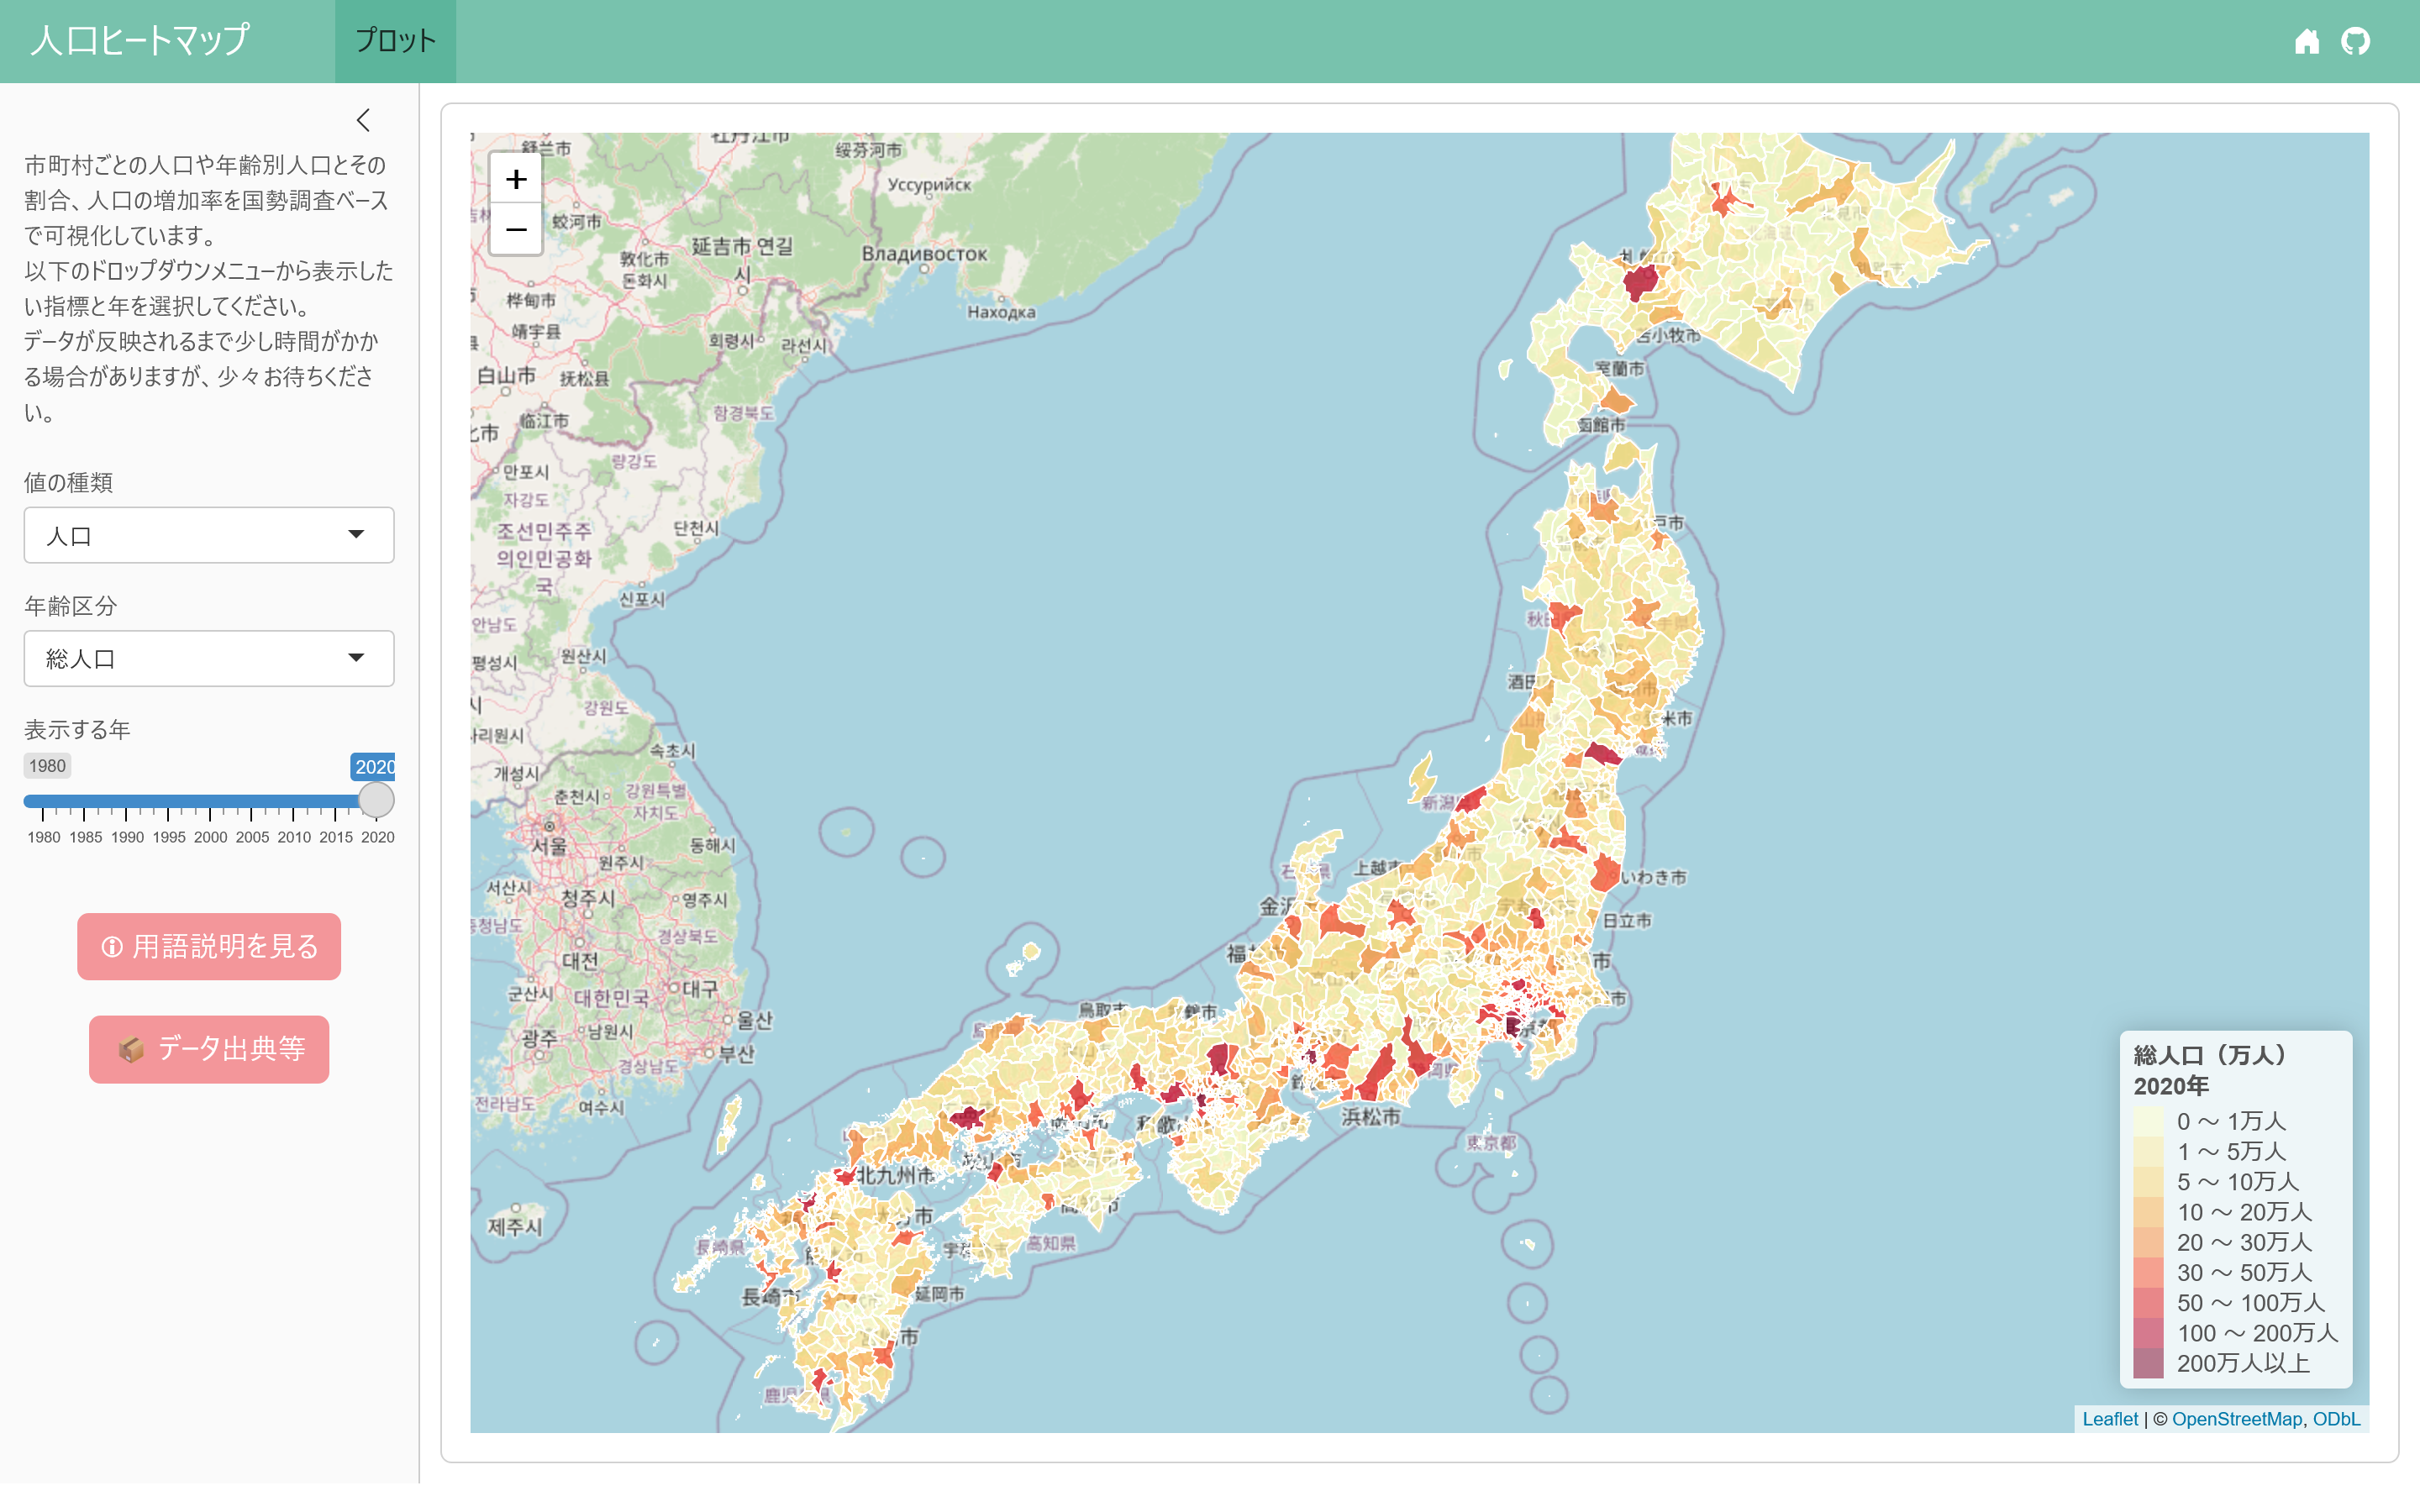 人口ヒートマップ
プロット
市町村ごとの人口や年齢別人口とその
割合、人口の増加率を国勢調査ベース
で可視化しています。
以下のドロップダウンメニューから表示した
い指標と年を選択してください。
データが反映されるまで少し時間がかか
る場合がありますが、少々お待ちくださ
い。
値の種類
人口
年齢区分
総人口
表示する年
1980
2020
1980 1985 1990 1995 2000 2005 2010 2015 2020
用語説明を見る
データ出典等
+
−
舒兰市
绥芬河市
Уссурийск
蛟河市
敦化市
돈화시
延吉市 연길
시
Владивосток
Находка
桦甸市
靖宇县
회령시
라선시
白山市
抚松县
临江市
함경북도
만포시
량강도
자강도
조선민주주
의인민공화
국
단천시
신포시
안남도
평성시
원산시
강원도
사리원시
속초시
개성시
춘천시
강원특별
자치도
서울
원주시
동해시
서산시
청주시
영주시
충청남도
경상북도
대전
군산시
대한민국
대구
울산
광주
남원시
부산
경상남도
전라남도
여수시
제주시
苫小牧市
室蘭市
函館市
いわき市
日立市
上越市
鳥取市
浜松市
東京都
北九州市
長崎県
長崎市
延岡市
高知県
総人口（万人）
2020年
0 ～ 1万人
1 ～ 5万人
5 ～ 10万人
10 ～ 20万人
20 ～ 30万人
30 ～ 50万人
50 ～ 100万人
100 ～ 200万人
200万人以上
Leaflet | © OpenStreetMap, ODbL